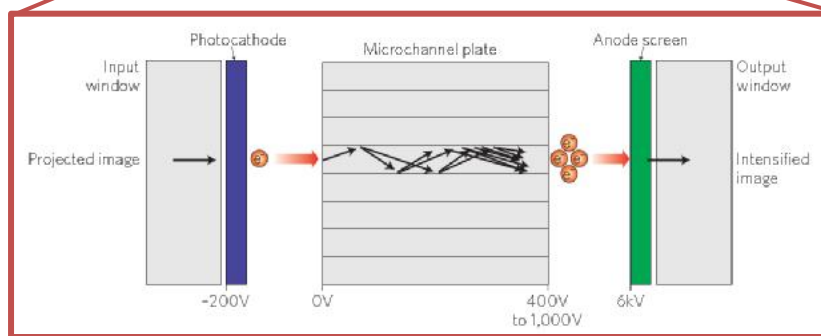 Photocathode
Microchannel plate
Anode screen
Input
window
Output
window
Projected image
Intensified
image
e-
e-
e-
e-
e-
-200V
0V
400V
to 1,000V
6kV